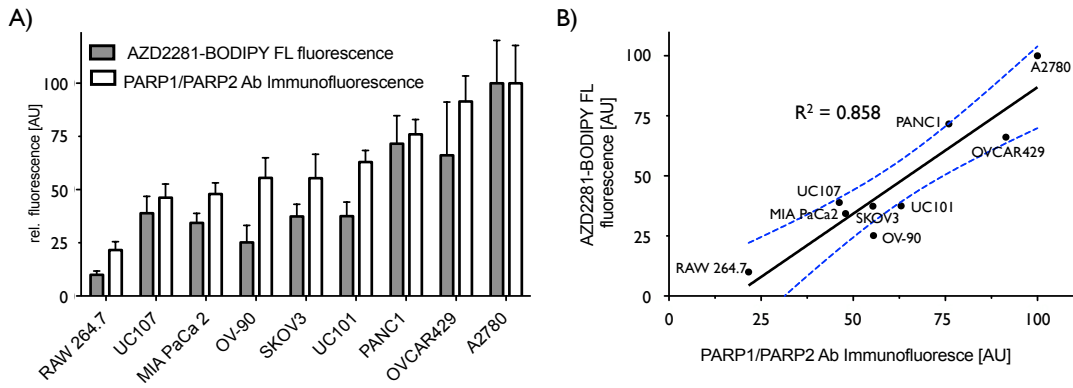 A)
AZD2281-BODIPY FL fluorescence
PARP1/PARP2 Ab Immunofluorescence
rel. fluorescence [AU]
100
75
50
25
0
RAW 264.7
UC107
MIA PaCa 2
OV-90
SKOV3
UC101
PANC1
OVCAR429
A2780
B)
AZD2281-BODIPY FL
fluorescence [AU]
100
75
50
25
0
R² = 0.858
A2780
PANC1
OVCAR429
UC107
MIA PaCa2
SKOV3
UC101
OV-90
RAW 264.7
0
25
50
75
100
PARP1/PARP2 Ab Immunofluoresce [AU]